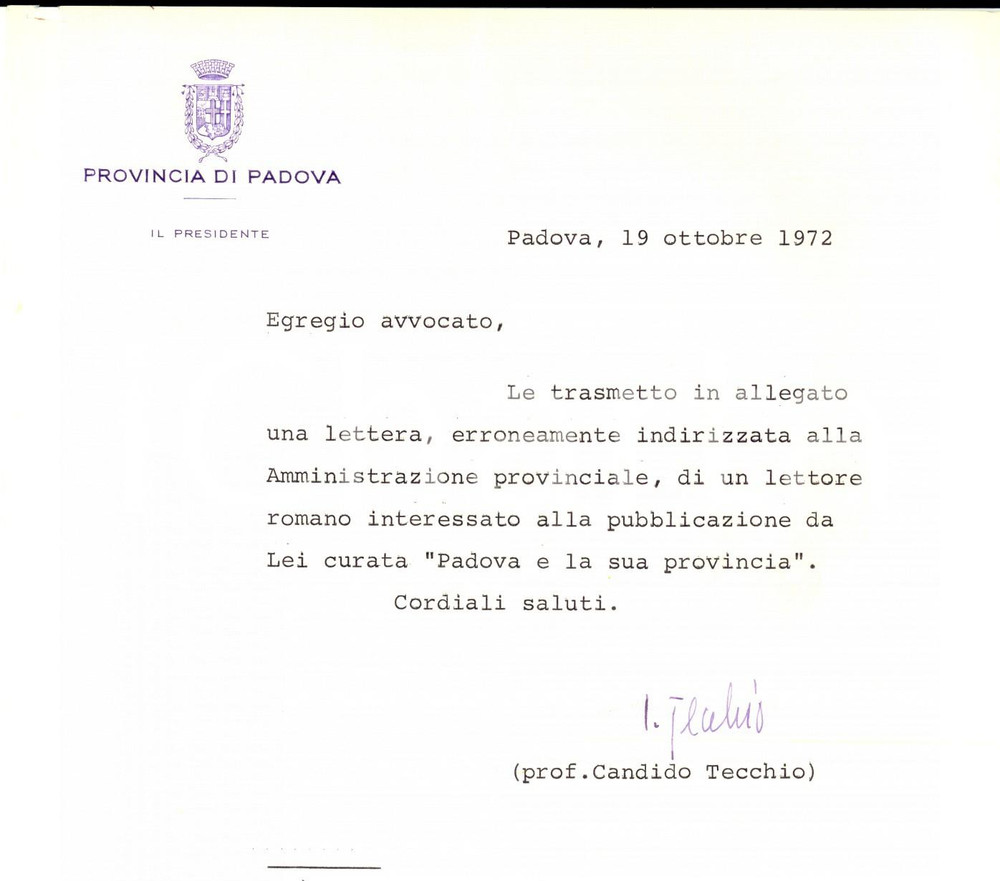 PROVINCIA DI PADOVA
IL PRESIDENTE
Padova, 19 ottobre 1972
Egregio avvocato,
Le trasmetto in allegato
una lettera, erroneamente indirizzata alla
Amministrazione provinciale, di un lettore
romano interessato alla pubblicazione da
Lei curata "Padova e la sua provincia".
Cordiali saluti.
(prof.Candido Tecchio)